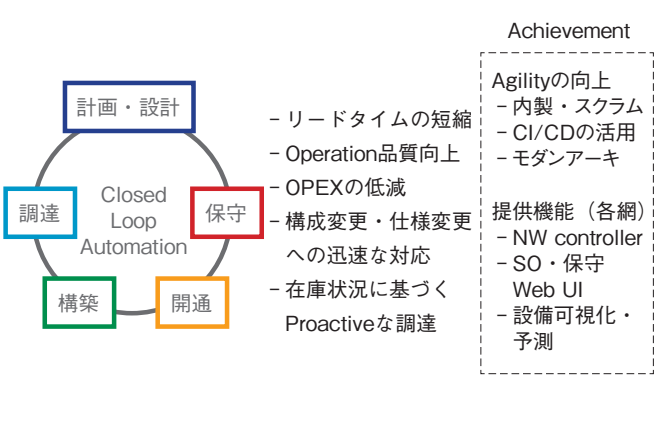 計画・設計
調達
Closed
Loop
Automation
保守
構築
開通
－リードタイムの短縮
－Operation品質向上
－OPEXの低減
－構成変更・仕様変更
への迅速な対応
－在庫状況に基づく
Proactiveな調達
Achievement
Agilityの向上
－内製・スクラム
－CI/CDの活用
－モダンアーキ
提供機能（各網）
－NW controller
－SO・保守
Web UI
－設備可視化・
予測